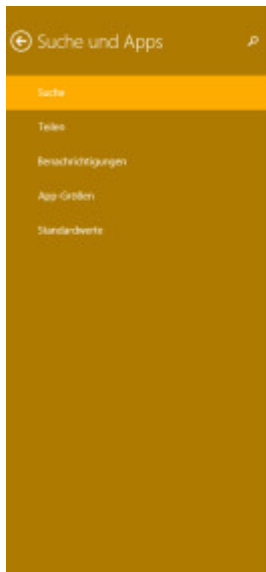 Suche und Apps
Suche
Teilen
Benachrichtigungen
App-Größen
Standardwerte